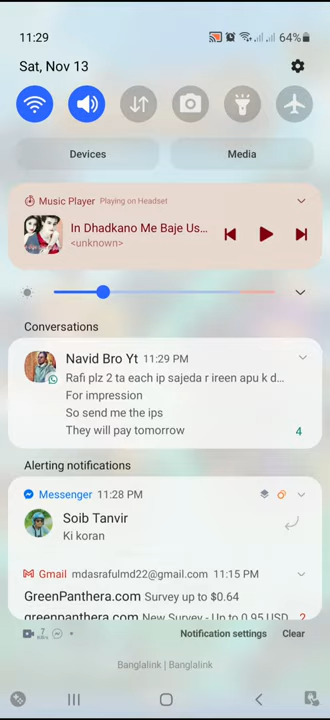 11:29
64%
Sat, Nov 13
Devices
Media
Music Player Playing on Headset
In Dhadkano Me Baje Us...
<unknown>
Conversations
Navid Bro Yt 11:29 PM
Rafi plz 2 ta each ip sajeda r ireen apu k d...
For impression
So send me the ips
They will pay tomorrow
4
Alerting notifications
Messenger 11:28 PM
Soib Tanvir
Ki koran
Gmail mdasrafulmd22@gmail.com 11:15 PM
GreenPanthera.com Survey up to $0.64
greenpanthera.com New Survey - Up to 0.95 USD
2
7
KB/s
Notification settings
Clear
Banglalink | Banglalink